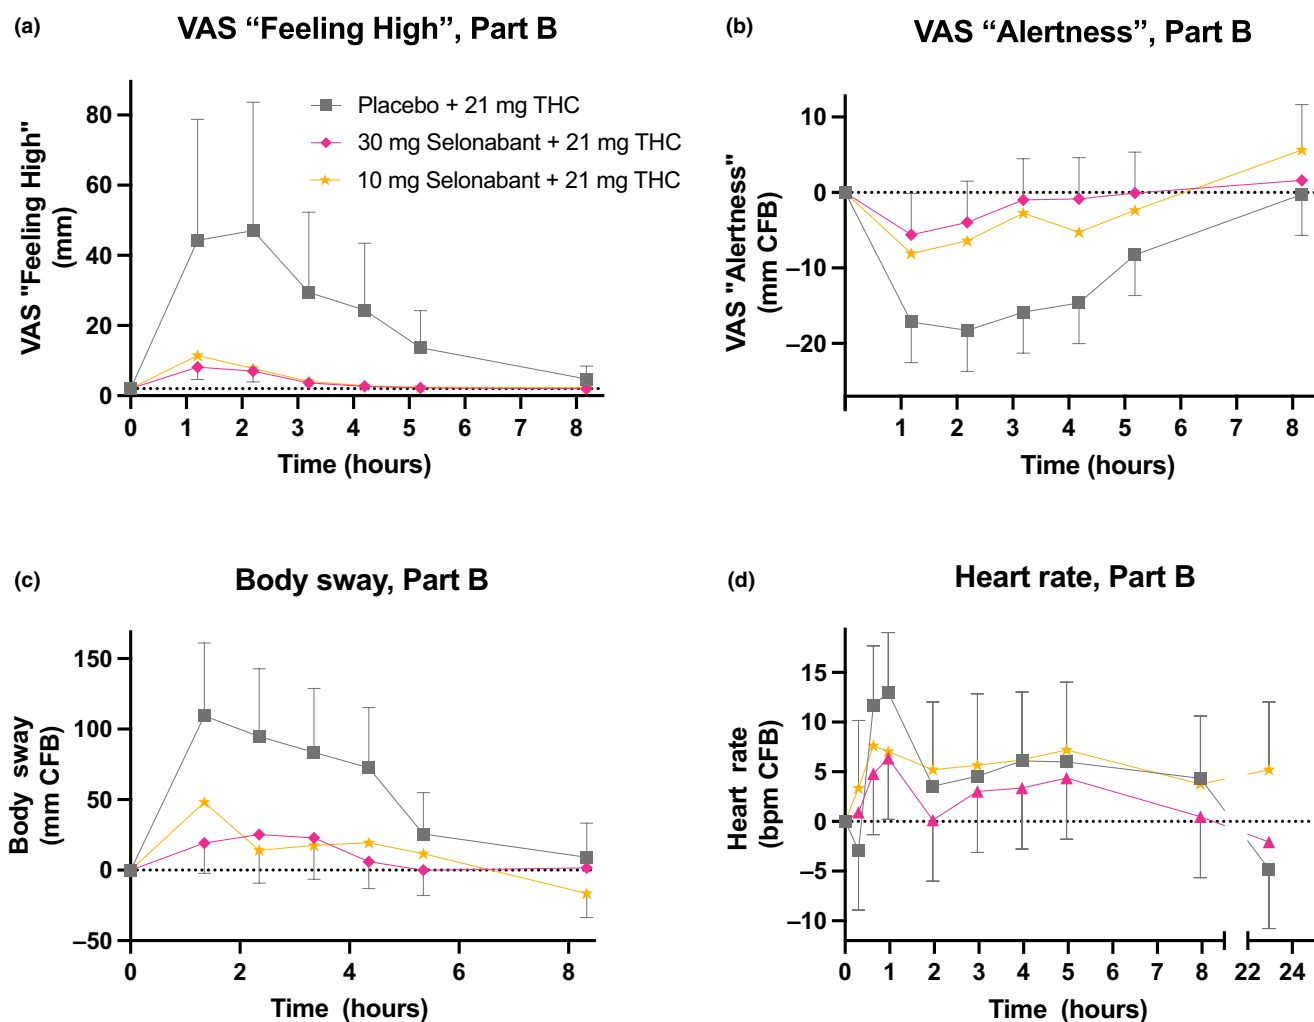 (a)
VAS “Feeling High”, Part B
VAS "Feeling High"
(mm)
80
60
40
20
0
Placebo + 21 mg THC
30 mg Selonabant + 21 mg THC
10 mg Selonabant + 21 mg THC
0 1 2 3 4 5 6 7 8
Time (hours)
(b)
VAS “Alertness”, Part B
VAS "Alertness"
(mm CFB)
10
0
–10
–20
1 2 3 4 5 6 7 8
Time (hours)
(c)
Body sway, Part B
Body sway
(mm CFB)
150
100
50
0
–50
0 2 4 6 8
Time (hours)
(d)
Heart rate, Part B
Heart rate
(bpm CFB)
15
10
5
0
–5
–10
0 1 2 3 4 5 6 7 8 22 24
Time (hours)